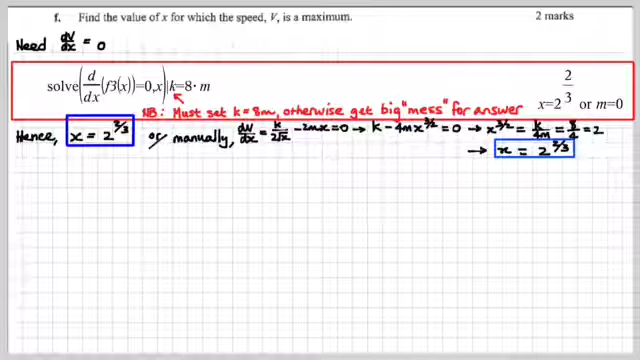 f. Find the value of x for which the speed, V, is a maximum. 2 marks
Need dV/dx = 0
solve(d/dx(f3(x))=0,x)|k=8·m x=2^(2/3) or m=0
NB: Must set k=8m, otherwise get big "mess" for answer
Hence, x = 2^(2/3) or manually, dV/dx = k/(2√x) - 2mx = 0 → k - 4mx^(3/2) = 0 → x^(3/2) = k/4m = 8/4 = 2
→ x = 2^(2/3)